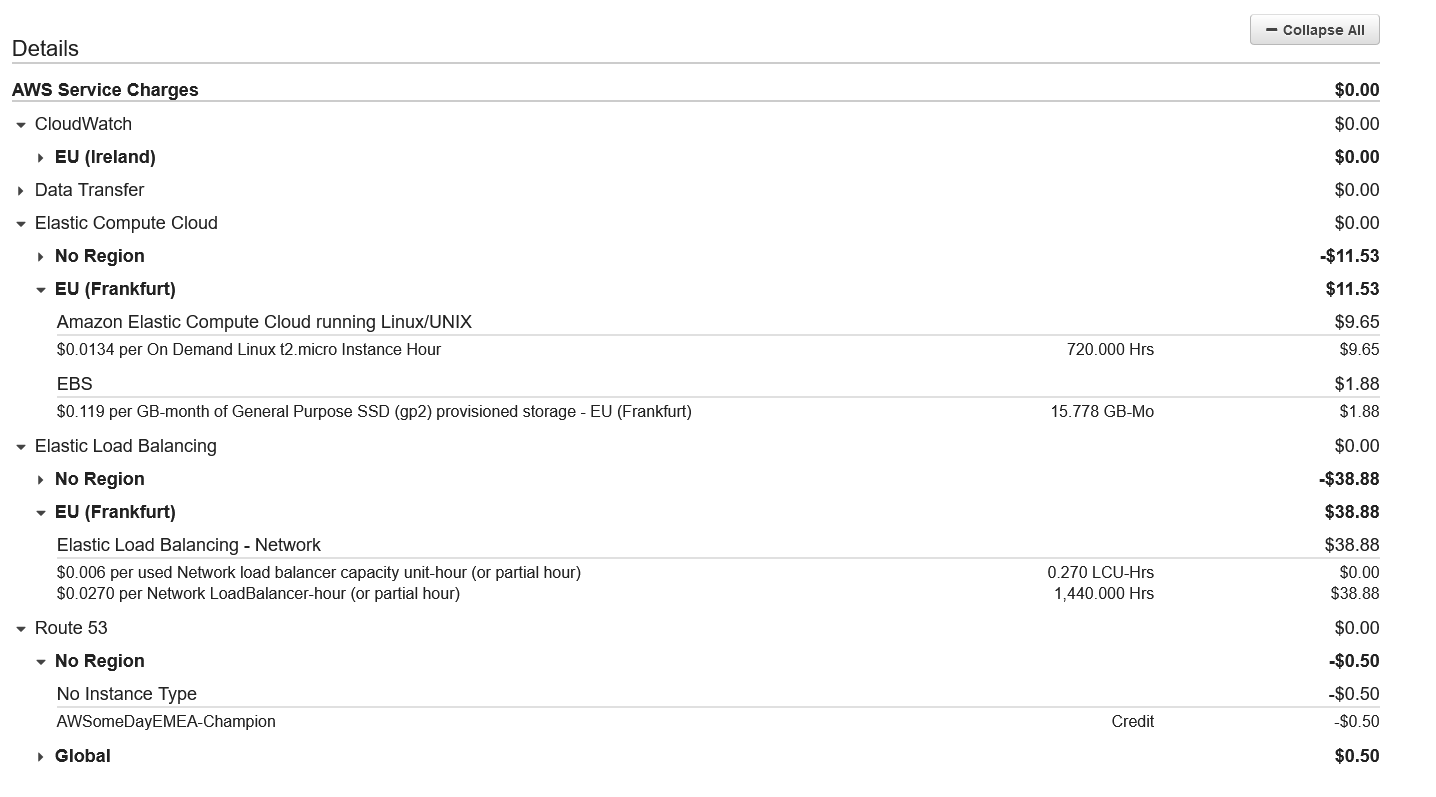 Collapse All
Details
AWS Service Charges $0.00
CloudWatch $0.00
EU (Ireland) $0.00
Data Transfer $0.00
Elastic Compute Cloud $0.00
No Region -$11.53
EU (Frankfurt) $11.53
Amazon Elastic Compute Cloud running Linux/UNIX $9.65
$0.0134 per On Demand Linux t2.micro Instance Hour 720.000 Hrs $9.65
EBS $1.88
$0.119 per GB-month of General Purpose SSD (gp2) provisioned storage - EU (Frankfurt) 15.778 GB-Mo $1.88
Elastic Load Balancing $0.00
No Region -$38.88
EU (Frankfurt) $38.88
Elastic Load Balancing - Network $38.88
$0.006 per used Network load balancer capacity unit-hour (or partial hour) 0.270 LCU-Hrs $0.00
$0.0270 per Network LoadBalancer-hour (or partial hour) 1,440.000 Hrs $38.88
Route 53 $0.00
No Region -$0.50
No Instance Type -$0.50
AWSomeDayEMEA-Champion Credit -$0.50
Global $0.50